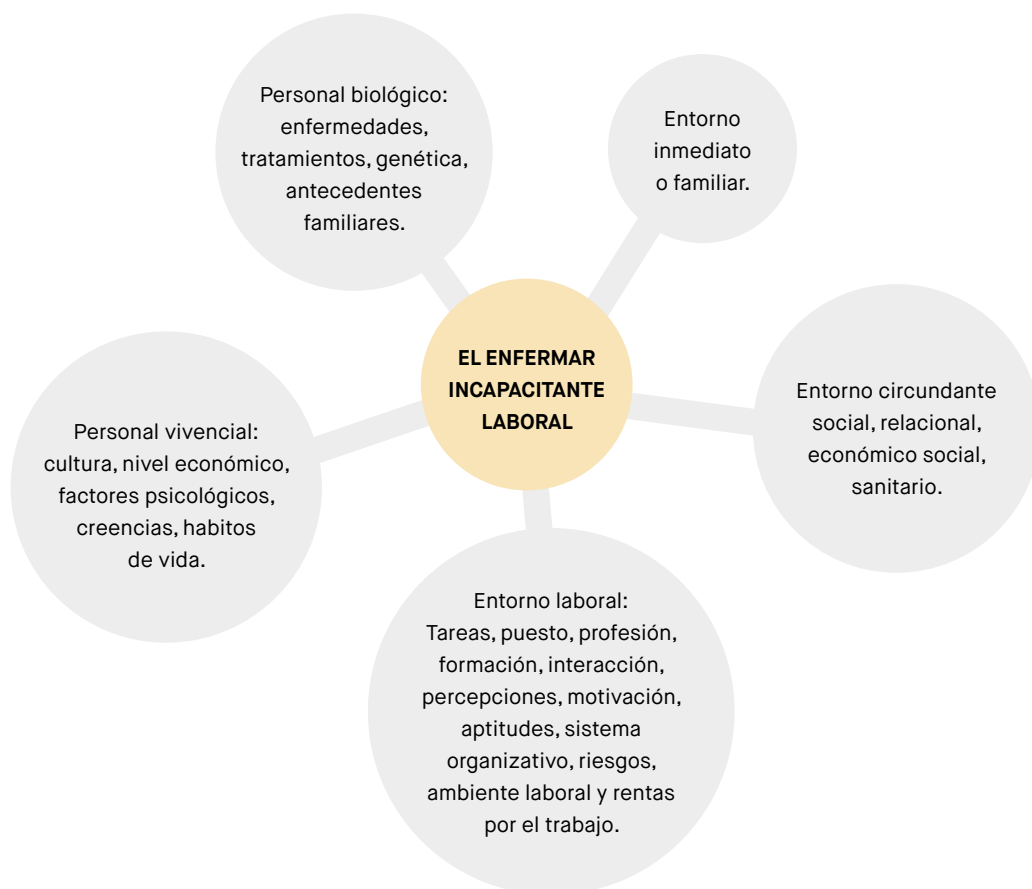 Personal biológico:
enfermedades,
tratamientos, genética,
antecedentes
familiares.
Entorno
inmediato
o familiar.
EL ENFERMAR
INCAPACITANTE
LABORAL
Entorno circundante
social, relacional,
económico social,
sanitario.
Personal vivencial:
cultura, nivel económico,
factores psicológicos,
creencias, habitos
de vida.
Entorno laboral:
Tareas, puesto, profesión,
formación, interacción,
percepciones, motivación,
aptitudes, sistema
organizativo, riesgos,
ambiente laboral y rentas
por el trabajo.